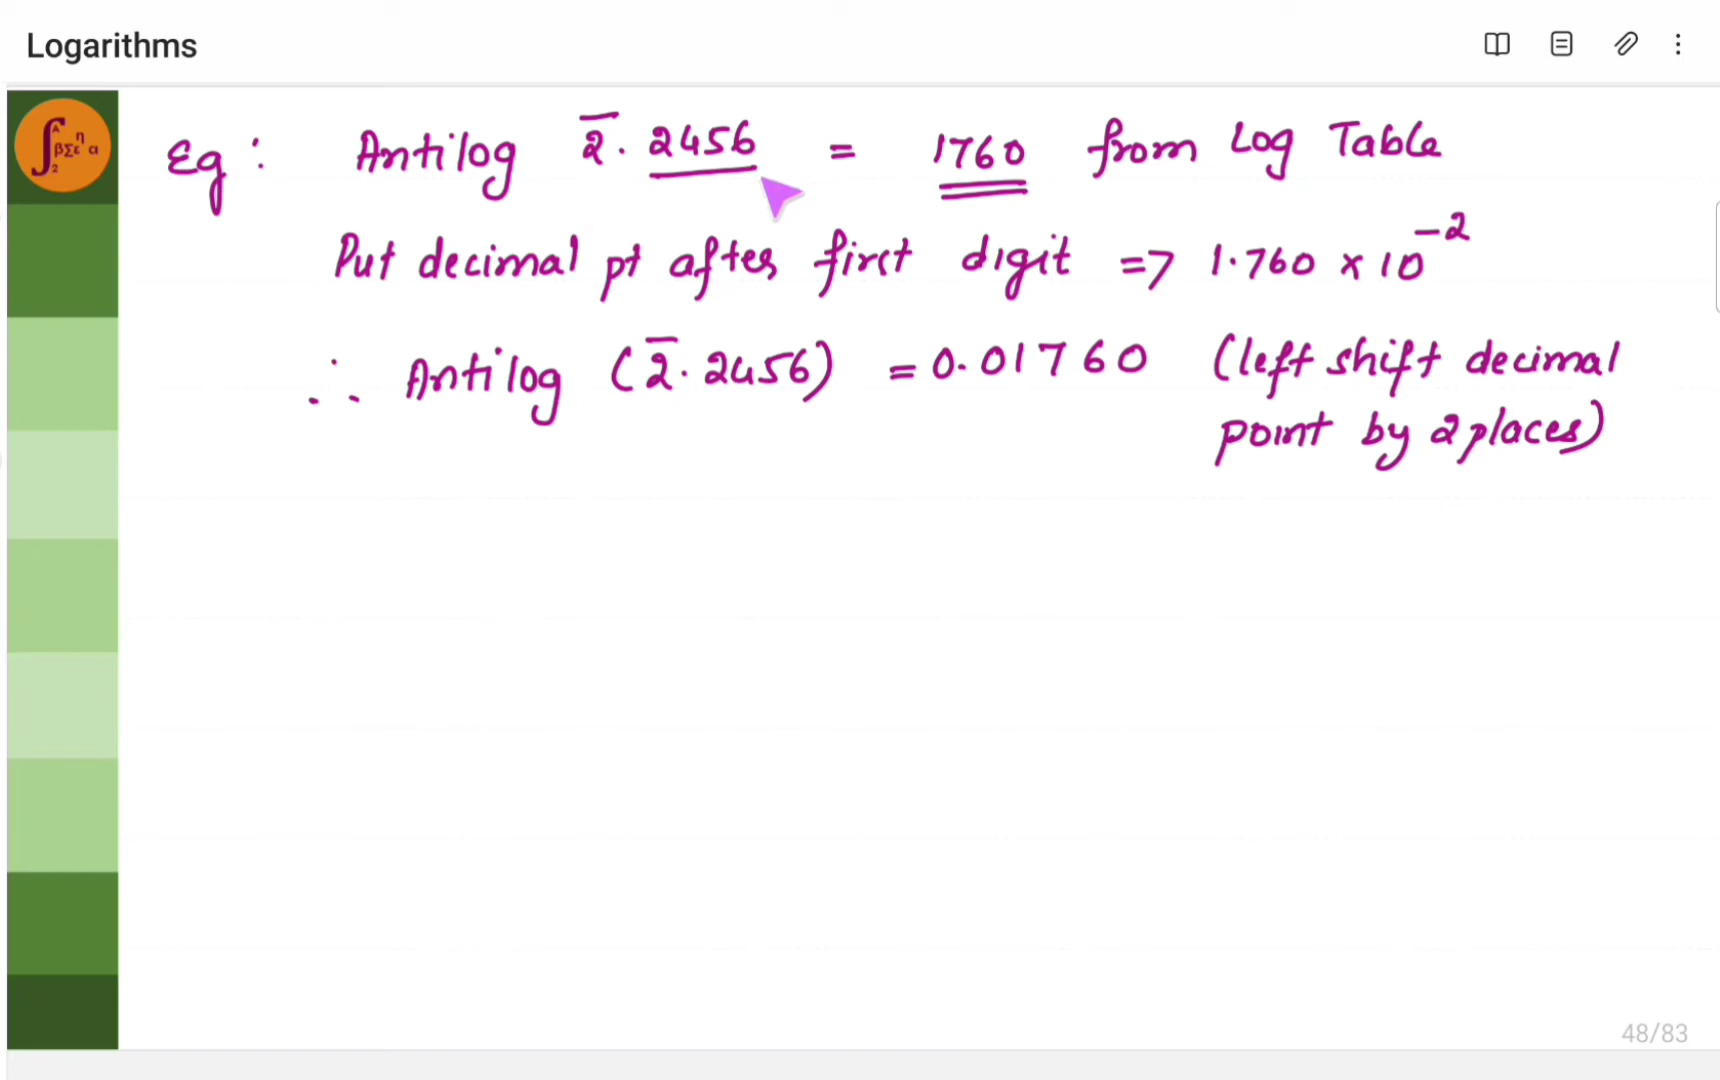 Logarithms
Eg: Antilog 2̅.2456 = 1760 from Log Table
Put decimal pt after first digit => 1.760 × 10⁻²
∴ Antilog (2̅.2456) = 0.01760 (left shift decimal
point by 2 places)
48/83